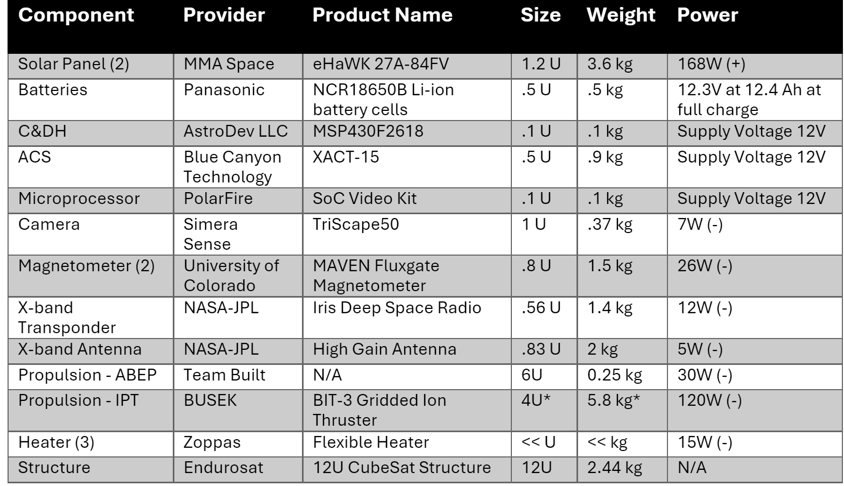 Component Provider Product Name Size Weight Power
Solar Panel (2) MMA Space eHaWK 27A-84FV 1.2 U 3.6 kg 168W (+)
Batteries Panasonic NCR18650B Li-ion .5 U .5 kg 12.3V at 12.4 Ah at
battery cells full charge
C&DH AstroDev LLC MSP430F2618 .1 U .1 kg Supply Voltage 12V
ACS Blue Canyon XACT-15 .5 U .9 kg Supply Voltage 12V
Technology
Microprocessor PolarFire SoC Video Kit .1 U .1 kg Supply Voltage 12V
Camera Simera TriScape50 1 U .37 kg 7W (-)
Sense
Magnetometer (2) University of MAVEN Fluxgate .8 U 1.5 kg 26W (-)
Colorado Magnetometer
X-band NASA-JPL Iris Deep Space Radio .56 U 1.4 kg 12W (-)
Transponder
X-band Antenna NASA-JPL High Gain Antenna .83 U 2 kg 5W (-)
Propulsion - ABEP Team Built N/A 6U 0.25 kg 30W (-)
Propulsion - IPT BUSEK BIT-3 Gridded Ion 4U* 5.8 kg* 120W (-)
Thruster
Heater (3) Zoppas Flexible Heater << U << kg 15W (-)
Structure Endurosat 12U CubeSat Structure 12U 2.44 kg N/A